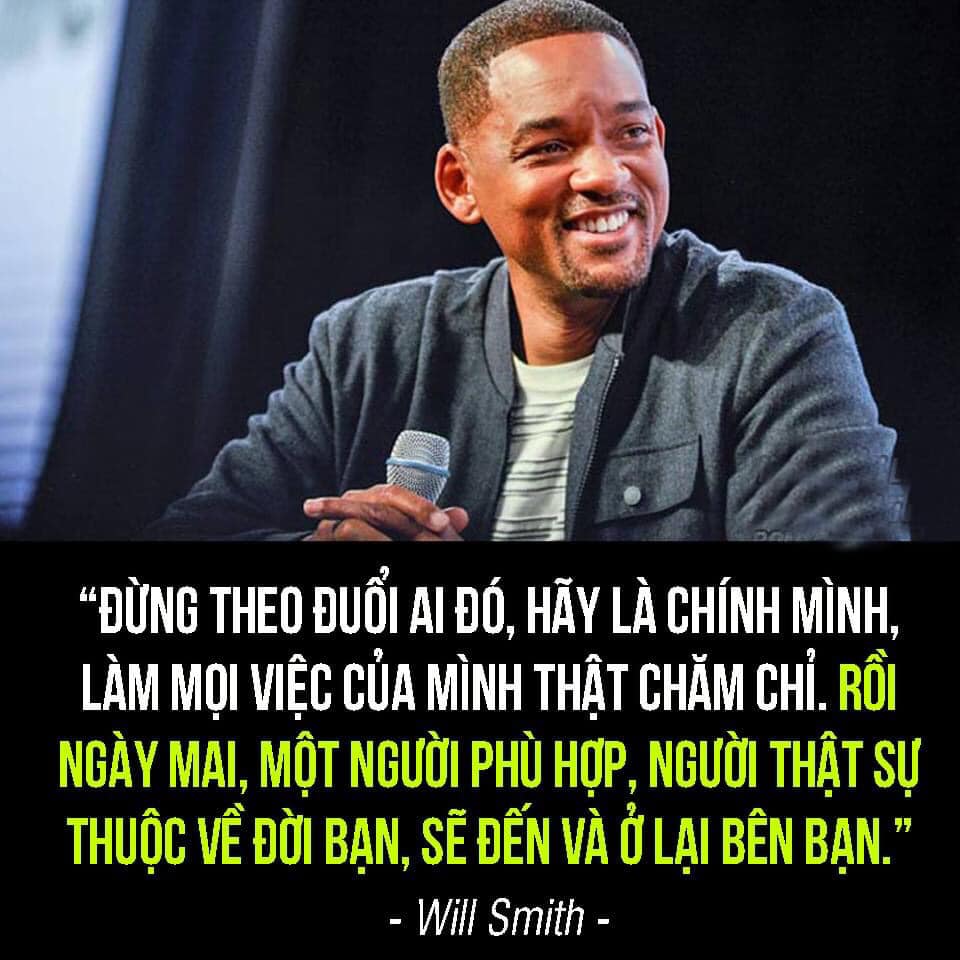 “ĐỪNG THEO ĐUỔI AI ĐÓ, HÃY LÀ CHÍNH MÌNH,
LÀM MỌI VIỆC CỦA MÌNH THẬT CHĂM CHỈ. RỒI
NGÀY MAI, MỘT NGƯỜI PHÙ HỢP, NGƯỜI THẬT SỰ
THUỘC VỀ ĐỜI BẠN, SẼ ĐẾN VÀ Ở LẠI BÊN BẠN.”
- Will Smith -